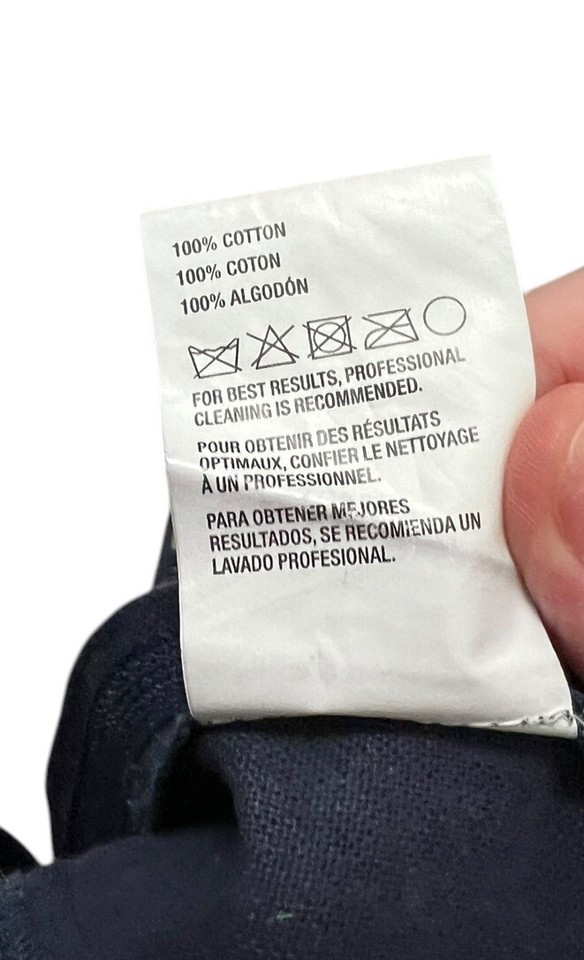 100% COTTON
100% COTON
100% ALGODÓN
FOR BEST RESULTS, PROFESSIONAL
CLEANING IS RECOMMENDED.
POUR OBTENIR DES RÉSULTATS
OPTIMAUX, CONFIER LE NETTOYAGE
À UN PROFESSIONNEL.
PARA OBTENER MEJORES
RESULTADOS, SE RECOMIENDA UN
LAVADO PROFESIONAL.